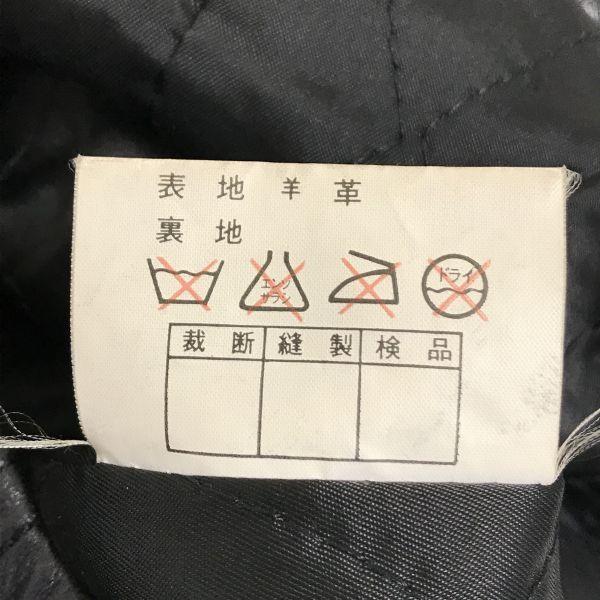 表地 羊革
裏地
エンソ
サラシ
ドライ
裁断 縫製 検品